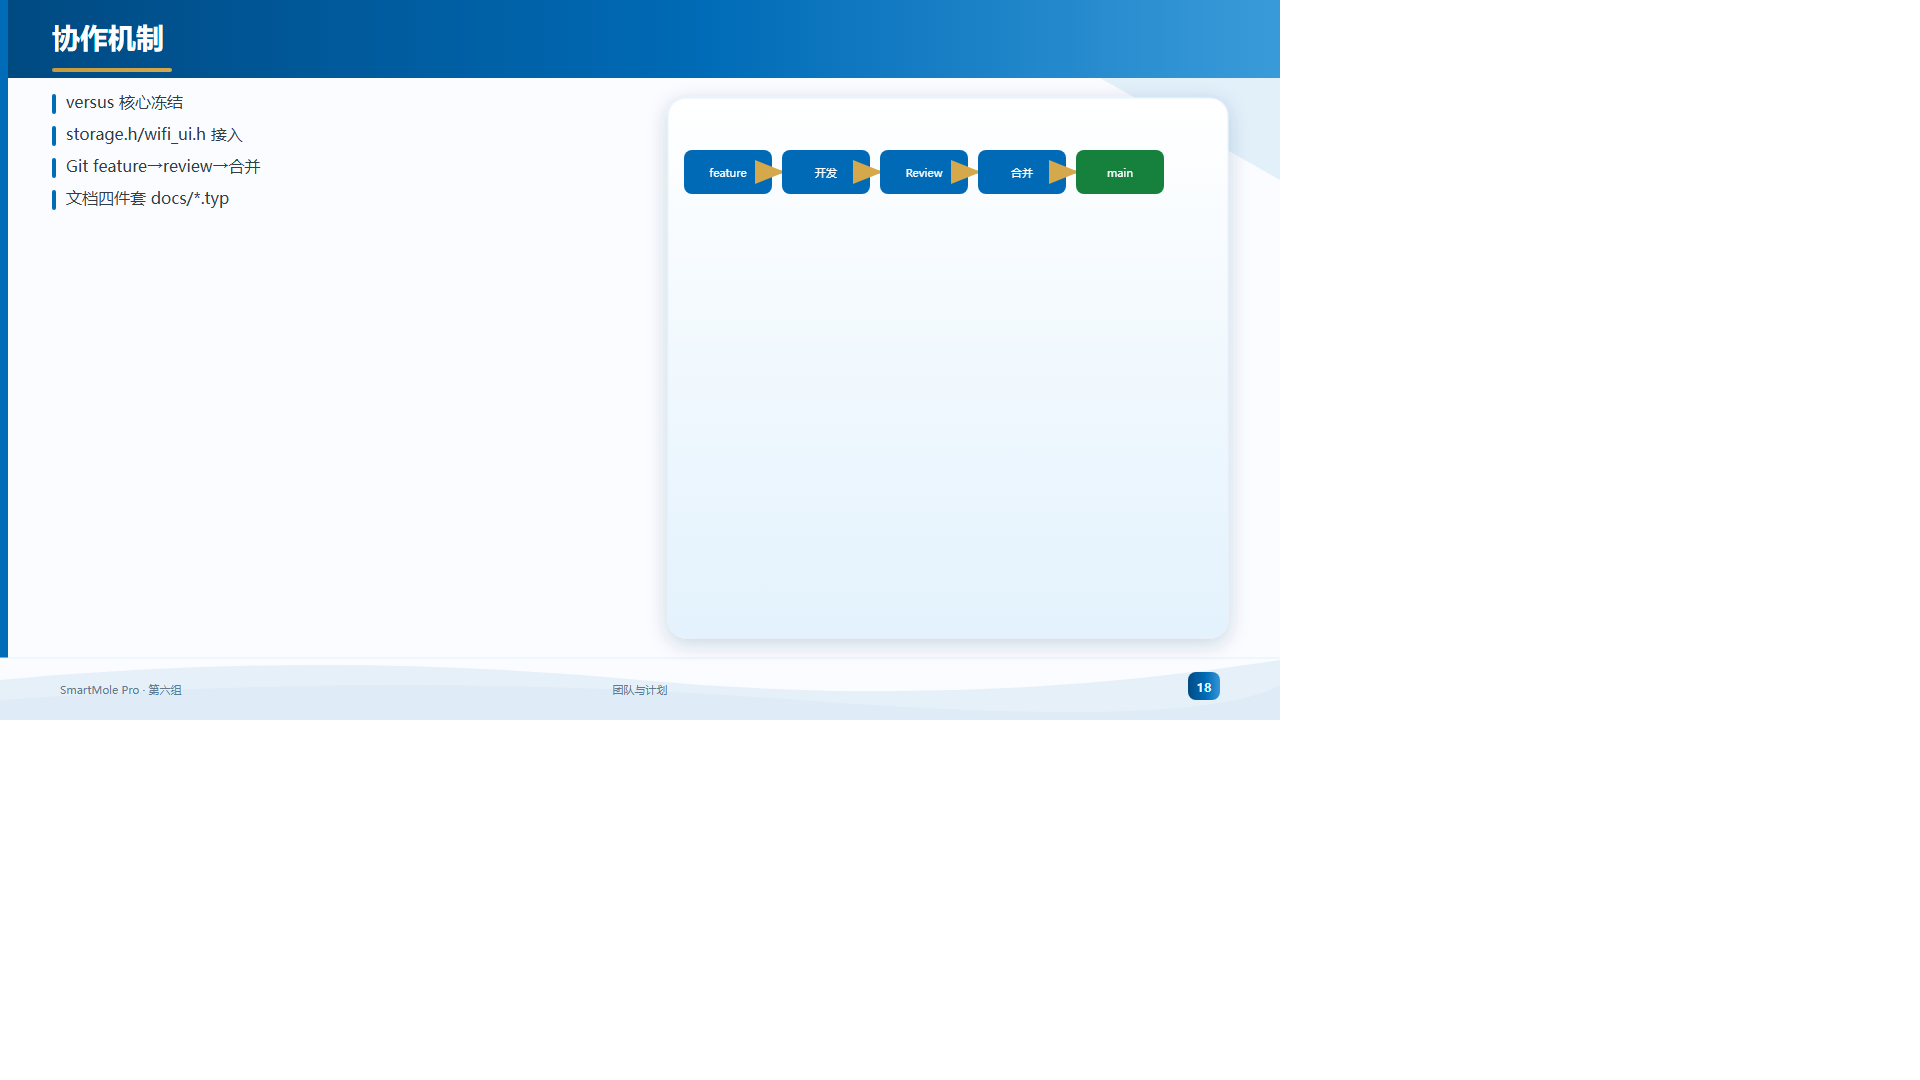 协作机制
versus 核心冻结
storage.h/wifi_ui.h 接入
Git feature→review→合并
文档四件套 docs/*.typ
feature 开发 Review 合并 main
SmartMole Pro · 第六组
团队与计划
18